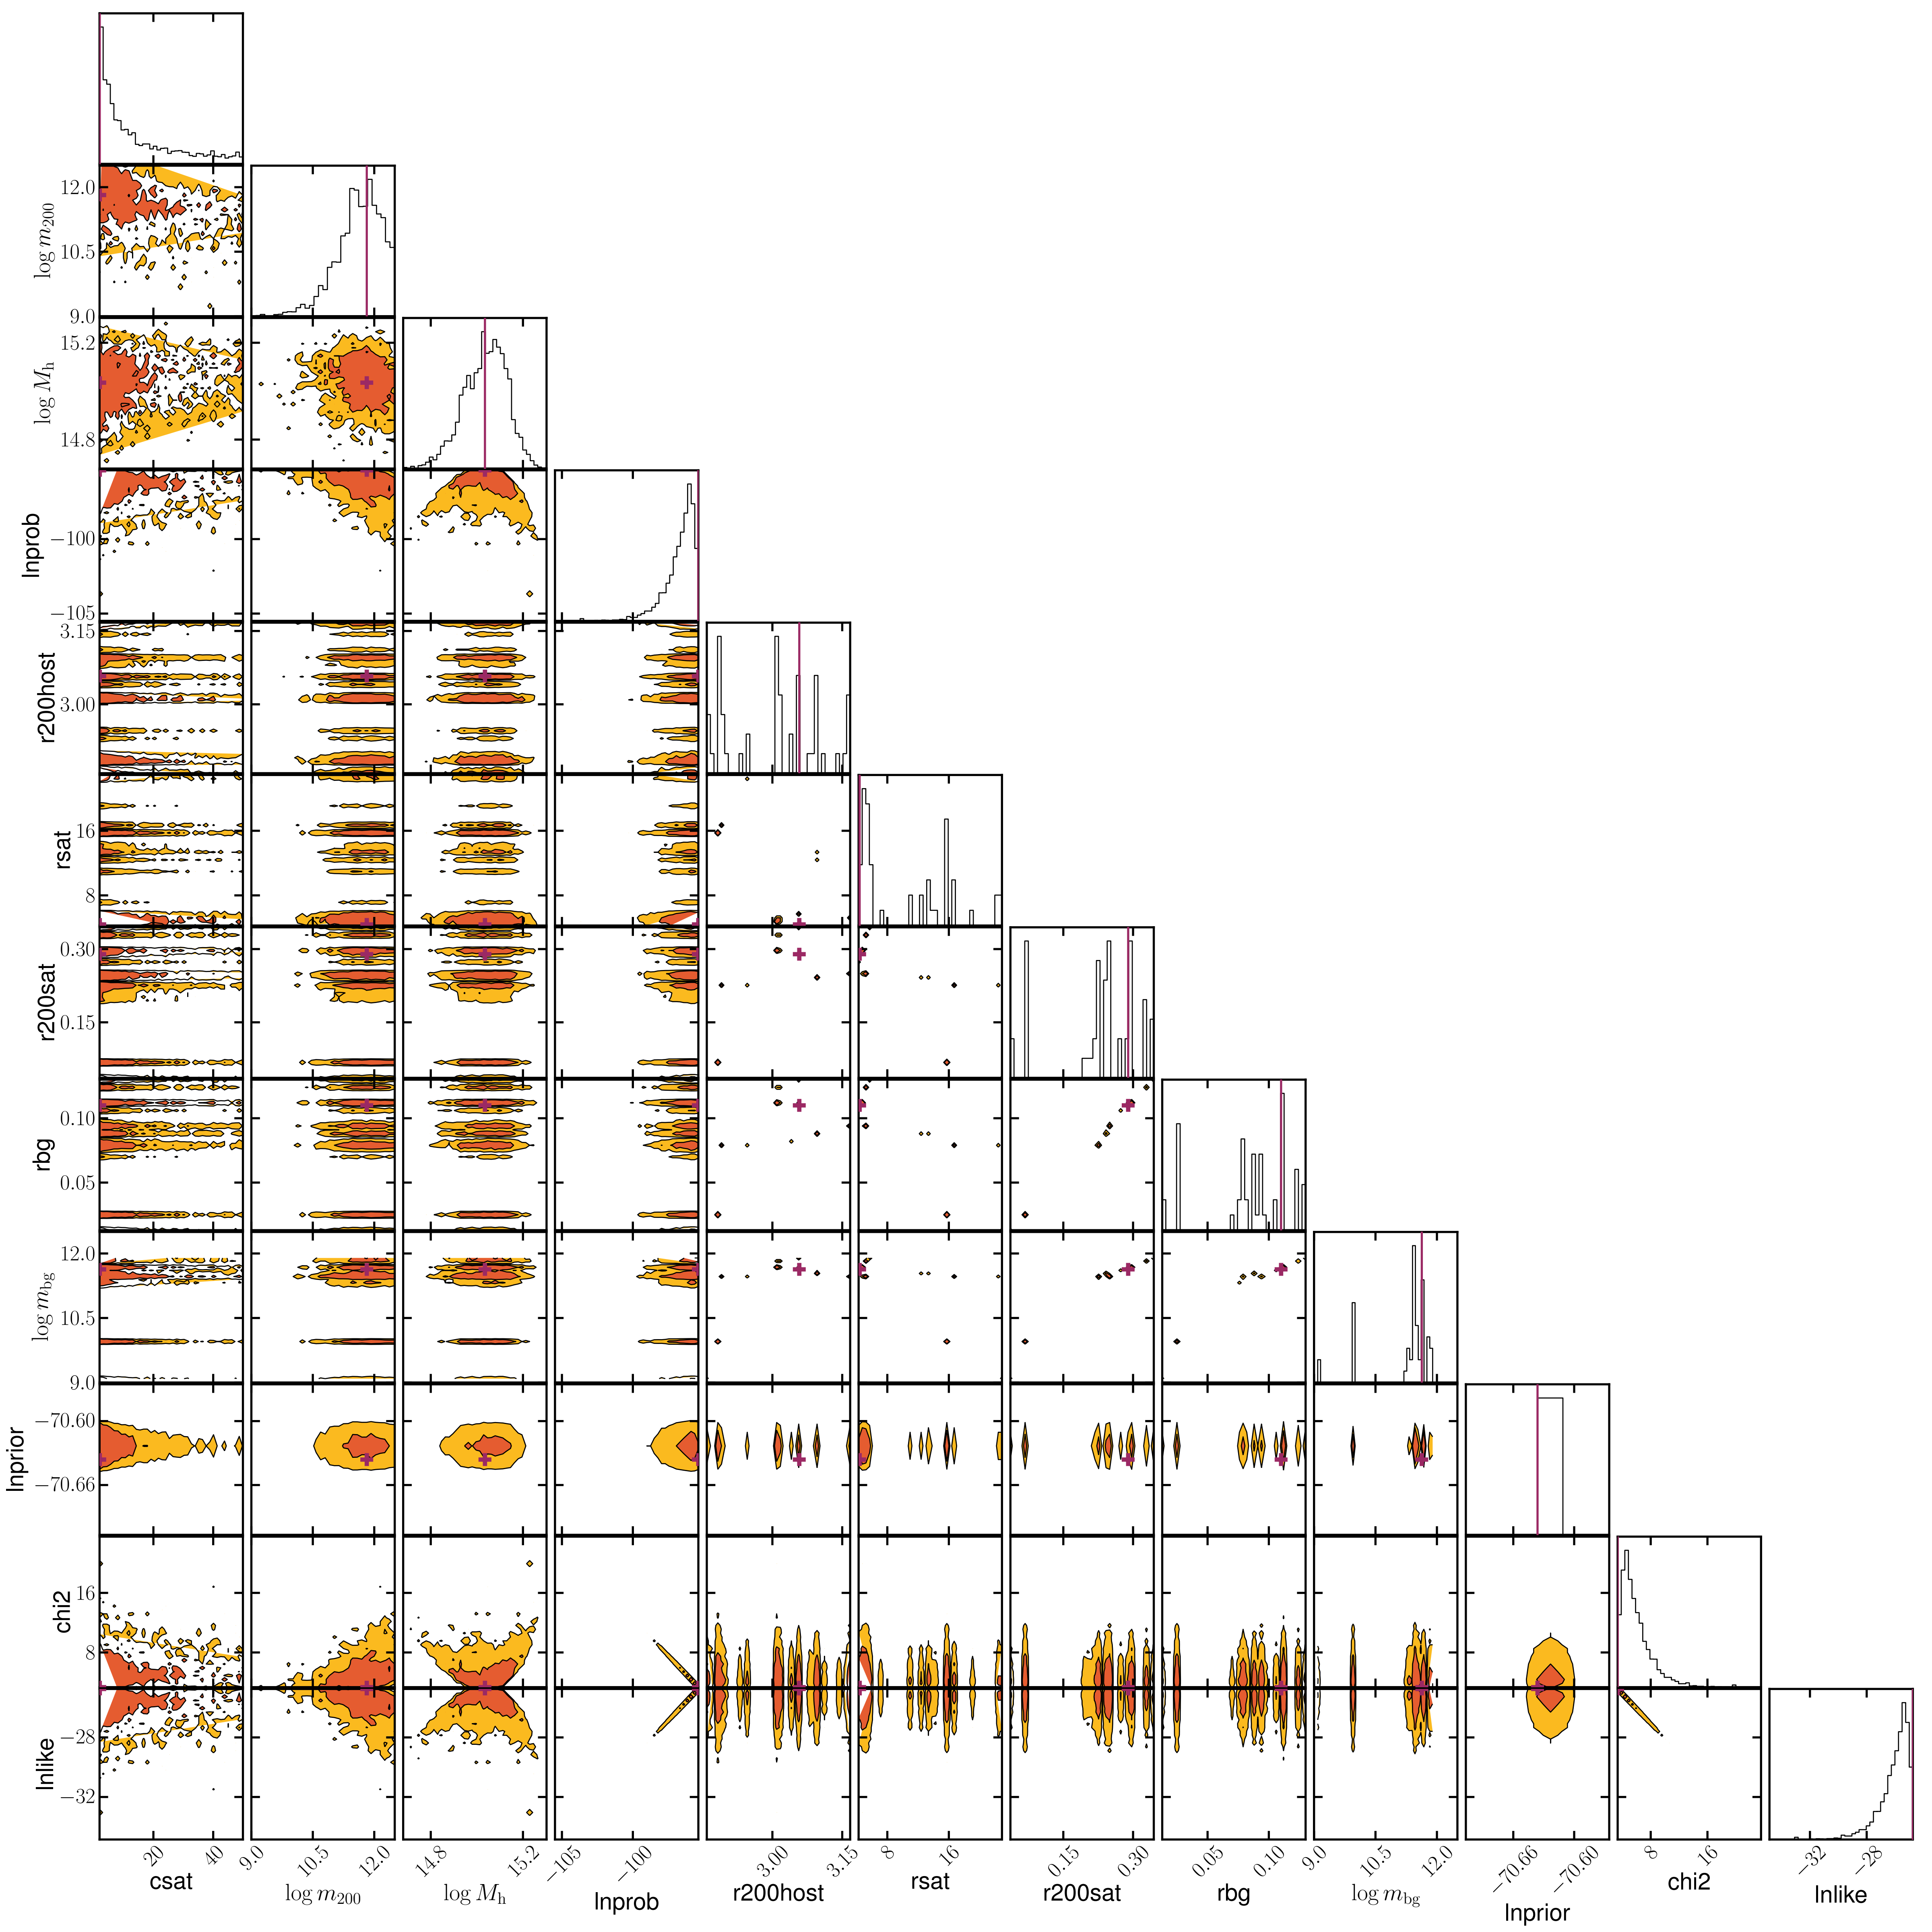 12.0
10.5
9.0
log m200
15.2
14.8
log Mh
−100
−105
lnprob
3.15
3.00
r200host
16
8
rsat
0.30
0.15
r200sat
0.10
0.05
rbg
12.0
10.5
9.0
log mbg
−70.60
−70.66
lnprior
16
8
chi2
−28
−32
lnlike
20 40 9.0 10.5 12.0 14.8 15.2 −105 −100 3.00 3.15 8 16 0.15 0.30 0.05 0.10 9.0 10.5 12.0 −70.66 −70.60 8 16 −32 −28
csat log m200 log Mh lnprob r200host rsat r200sat rbg log mbg lnprior chi2 lnlike